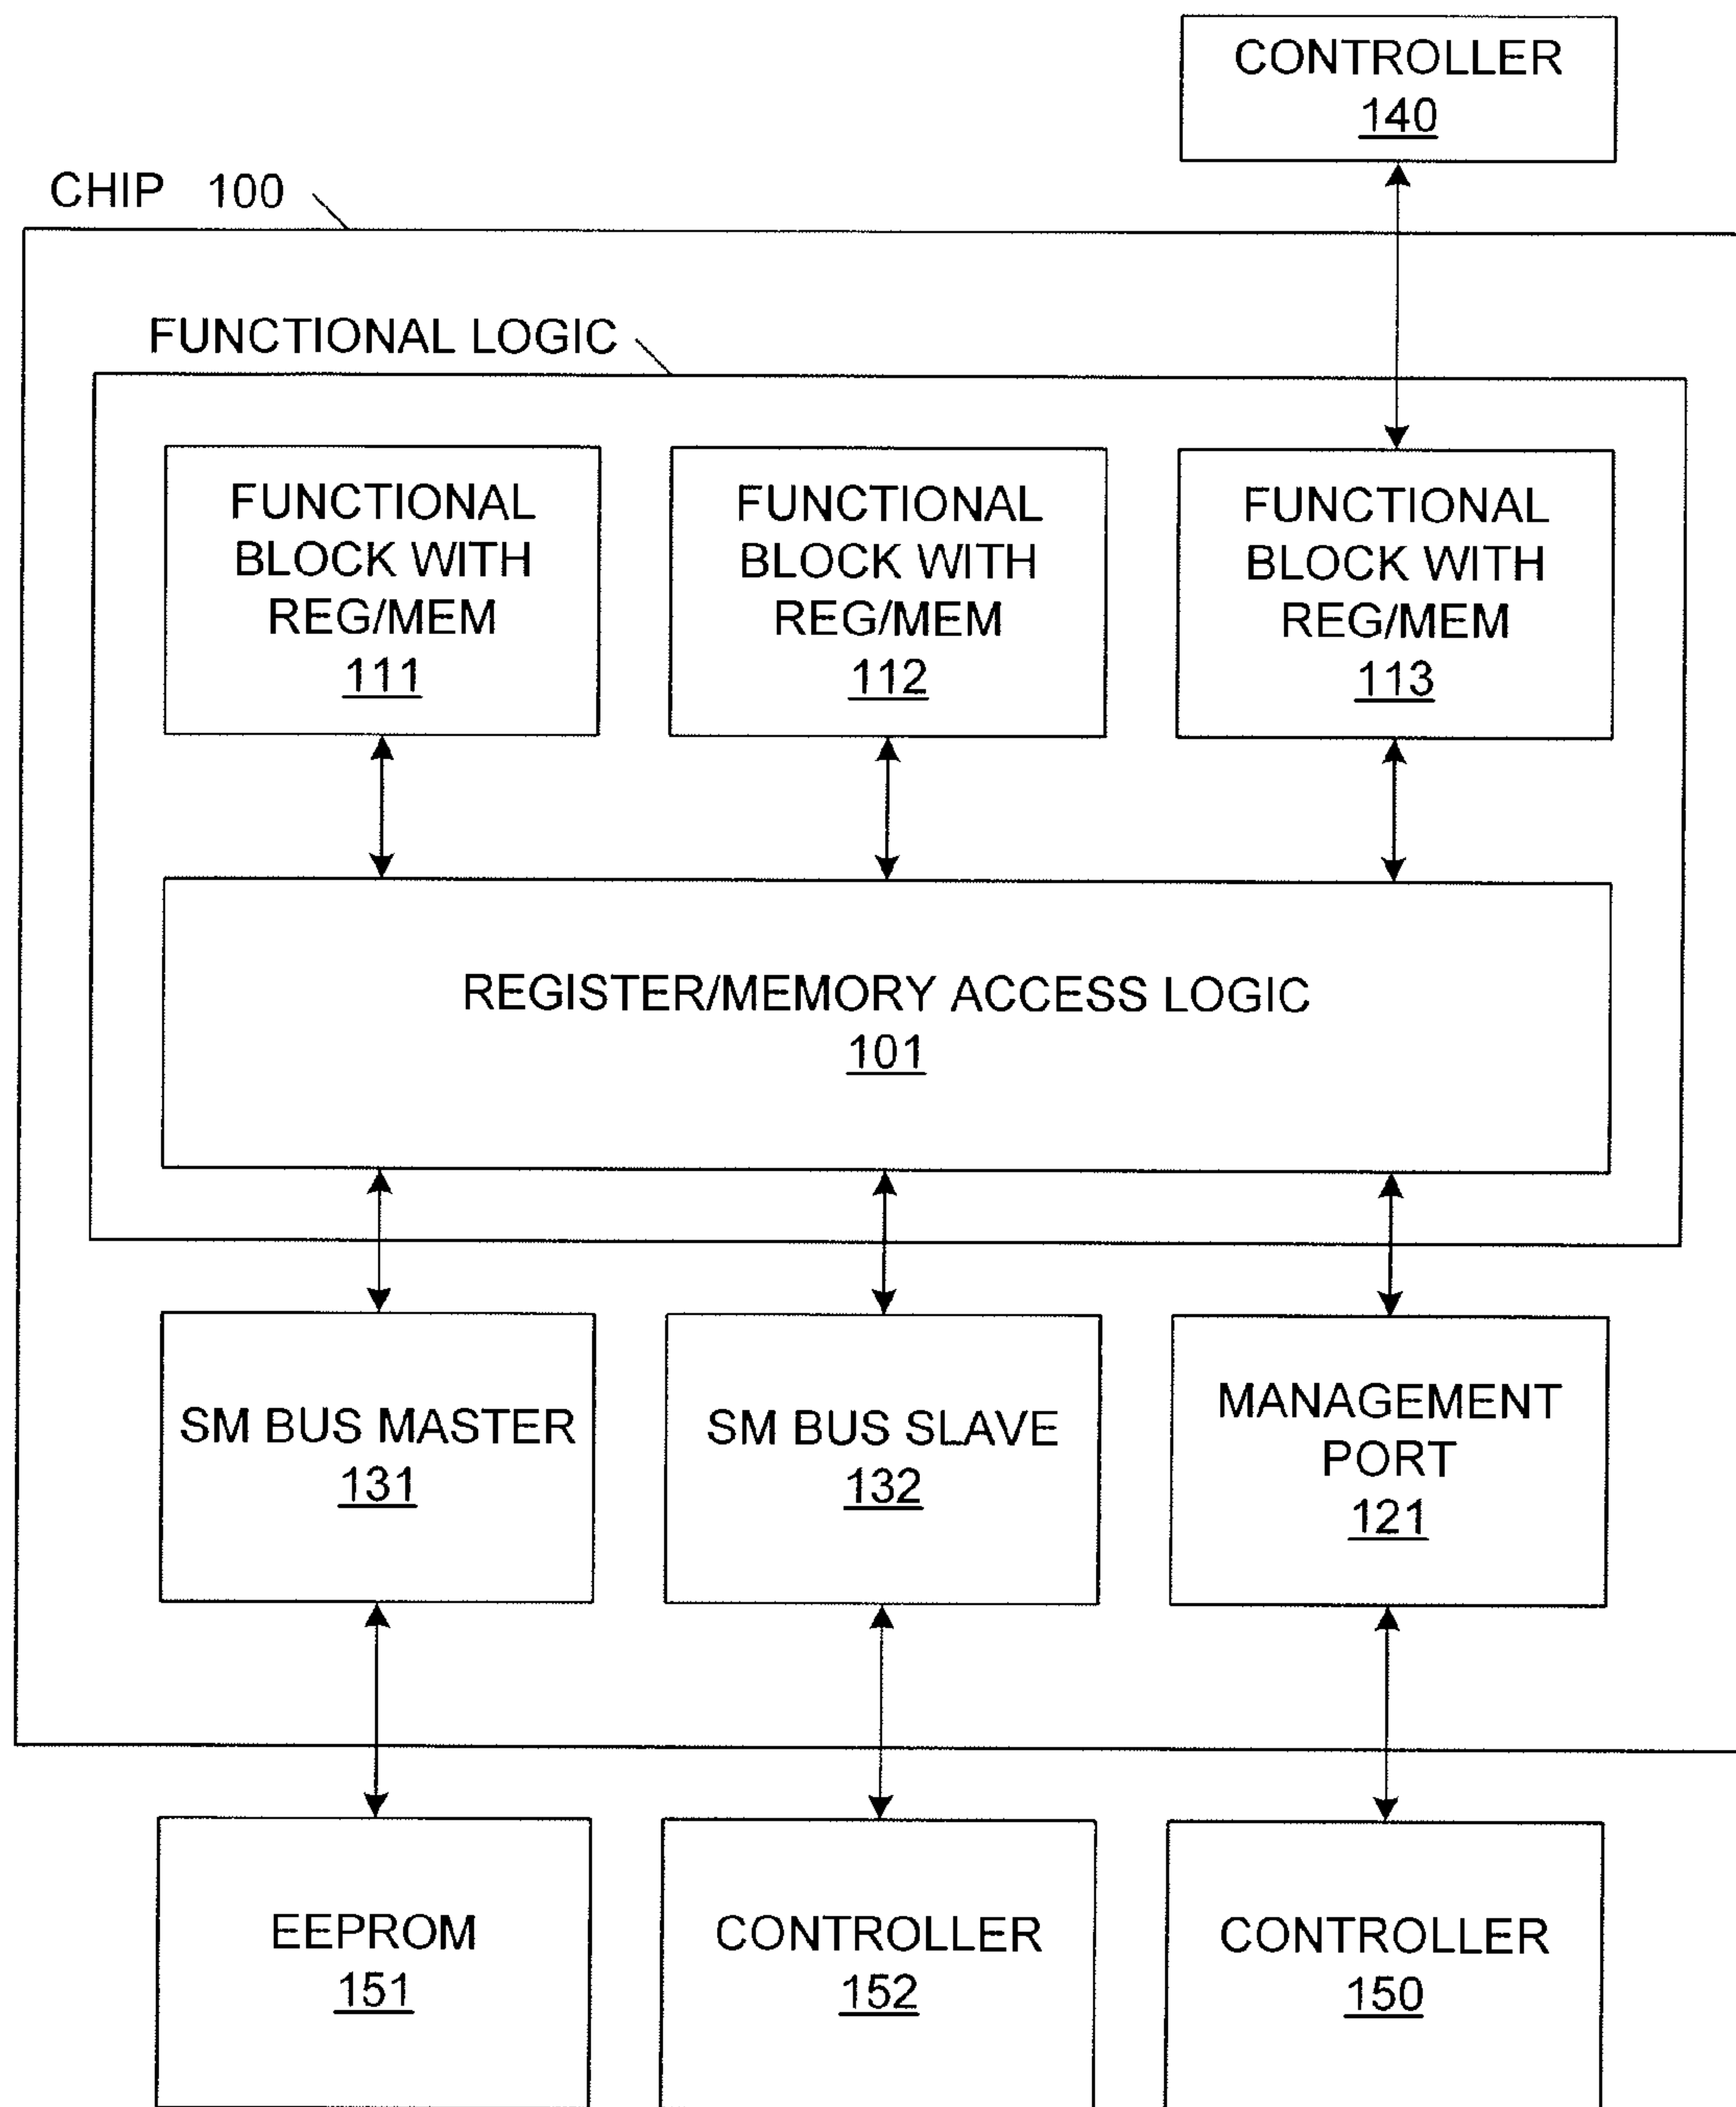 CONTROLLER
140
CHIP 100
FUNCTIONAL LOGIC
FUNCTIONAL
BLOCK WITH
REG/MEM
111
FUNCTIONAL
BLOCK WITH
REG/MEM
112
FUNCTIONAL
BLOCK WITH
REG/MEM
113
REGISTER/MEMORY ACCESS LOGIC
101
SM BUS MASTER
131
SM BUS SLAVE
132
MANAGEMENT
PORT
121
EEPROM
151
CONTROLLER
152
CONTROLLER
150